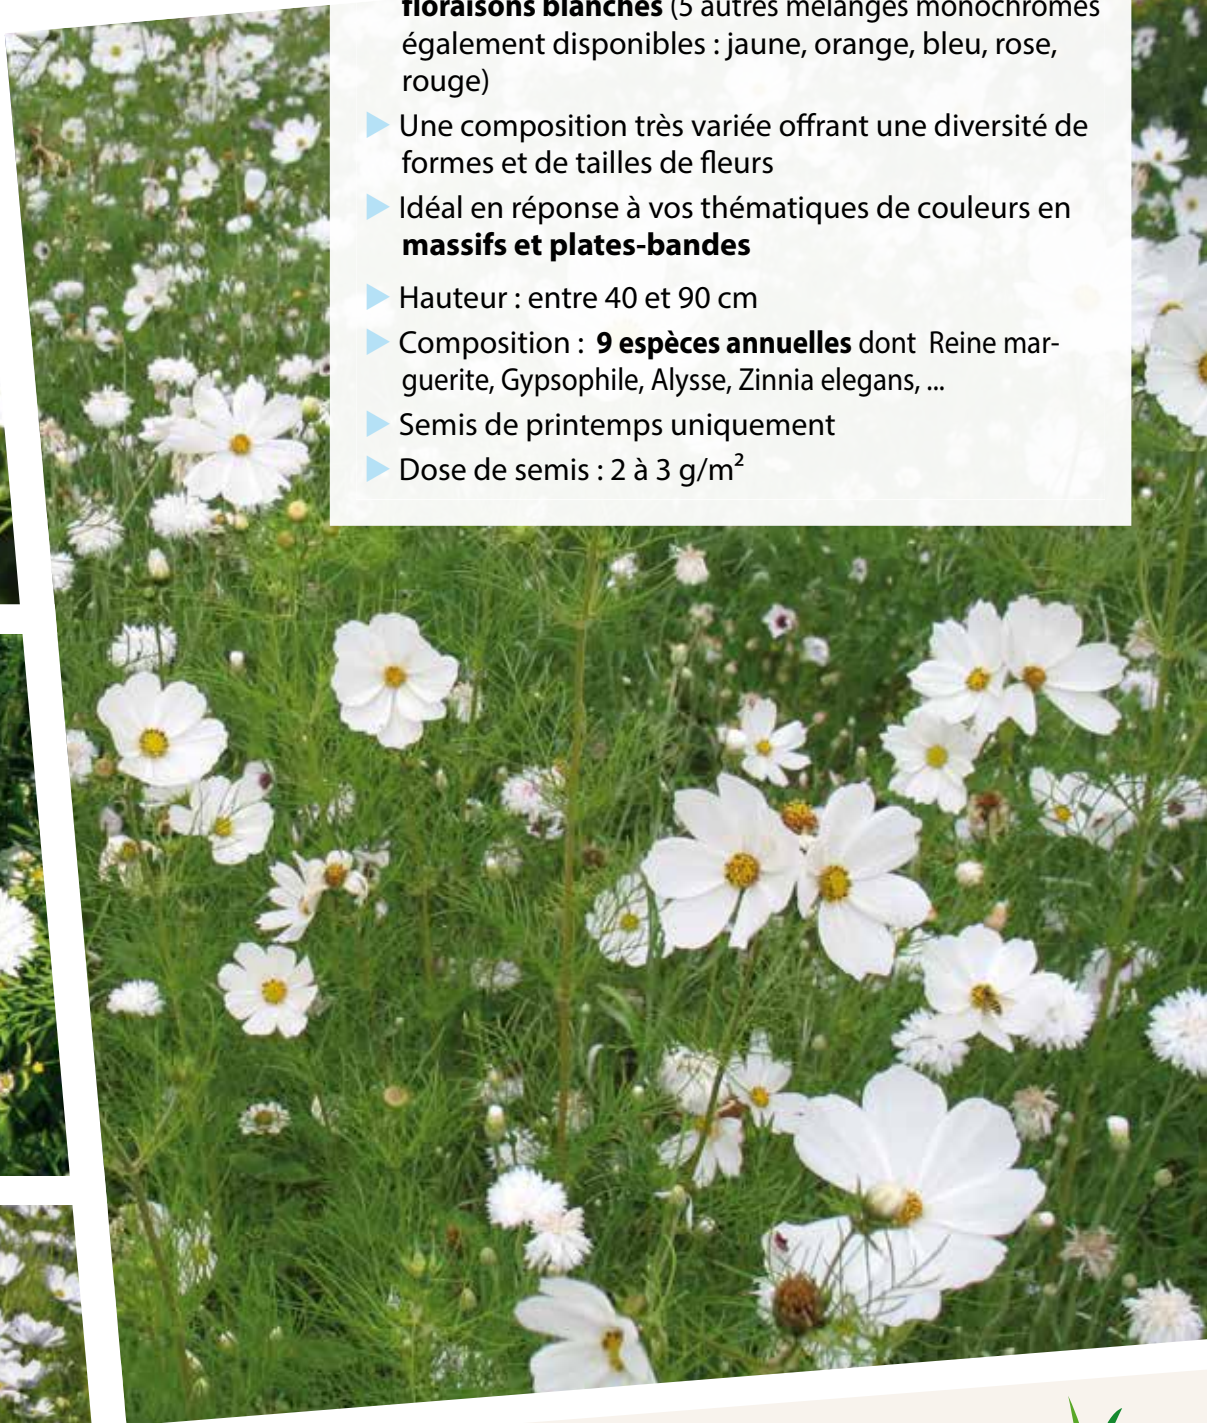 floraisons blanches (5 autres mélanges monochromes
également disponibles : jaune, orange, bleu, rose,
rouge)
Une composition très variée offrant une diversité de
formes et de tailles de fleurs
Idéal en réponse à vos thématiques de couleurs en
massifs et plates-bandes
Hauteur : entre 40 et 90 cm
Composition : 9 espèces annuelles dont Reine mar-
guerite, Gypsophile, Alysse, Zinnia elegans, ...
Semis de printemps uniquement
Dose de semis : 2 à 3 g/m²